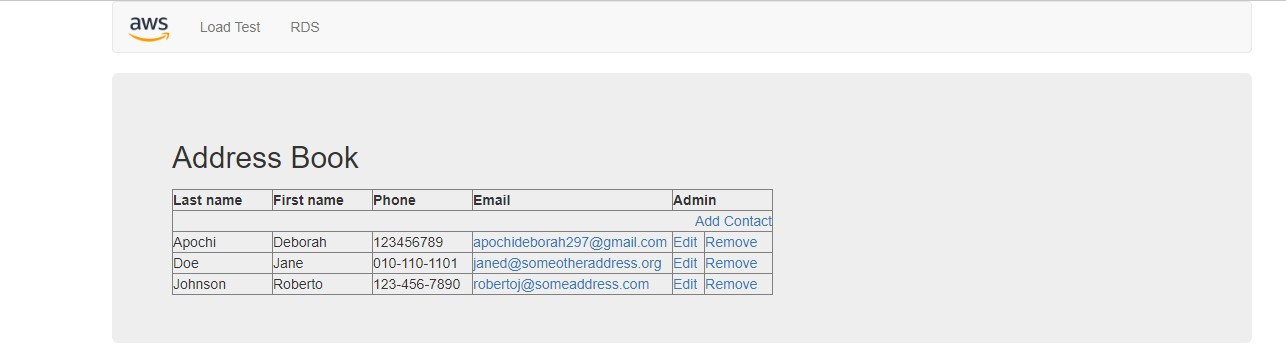 aws Load Test RDS
Address Book
Last name First name Phone Email Admin
Add Contact
Apochi Deborah 123456789 apochideborah297@gmail.com Edit Remove
Doe Jane 010-110-1101 janed@someotheraddress.org Edit Remove
Johnson Roberto 123-456-7890 robertoj@someaddress.com Edit Remove